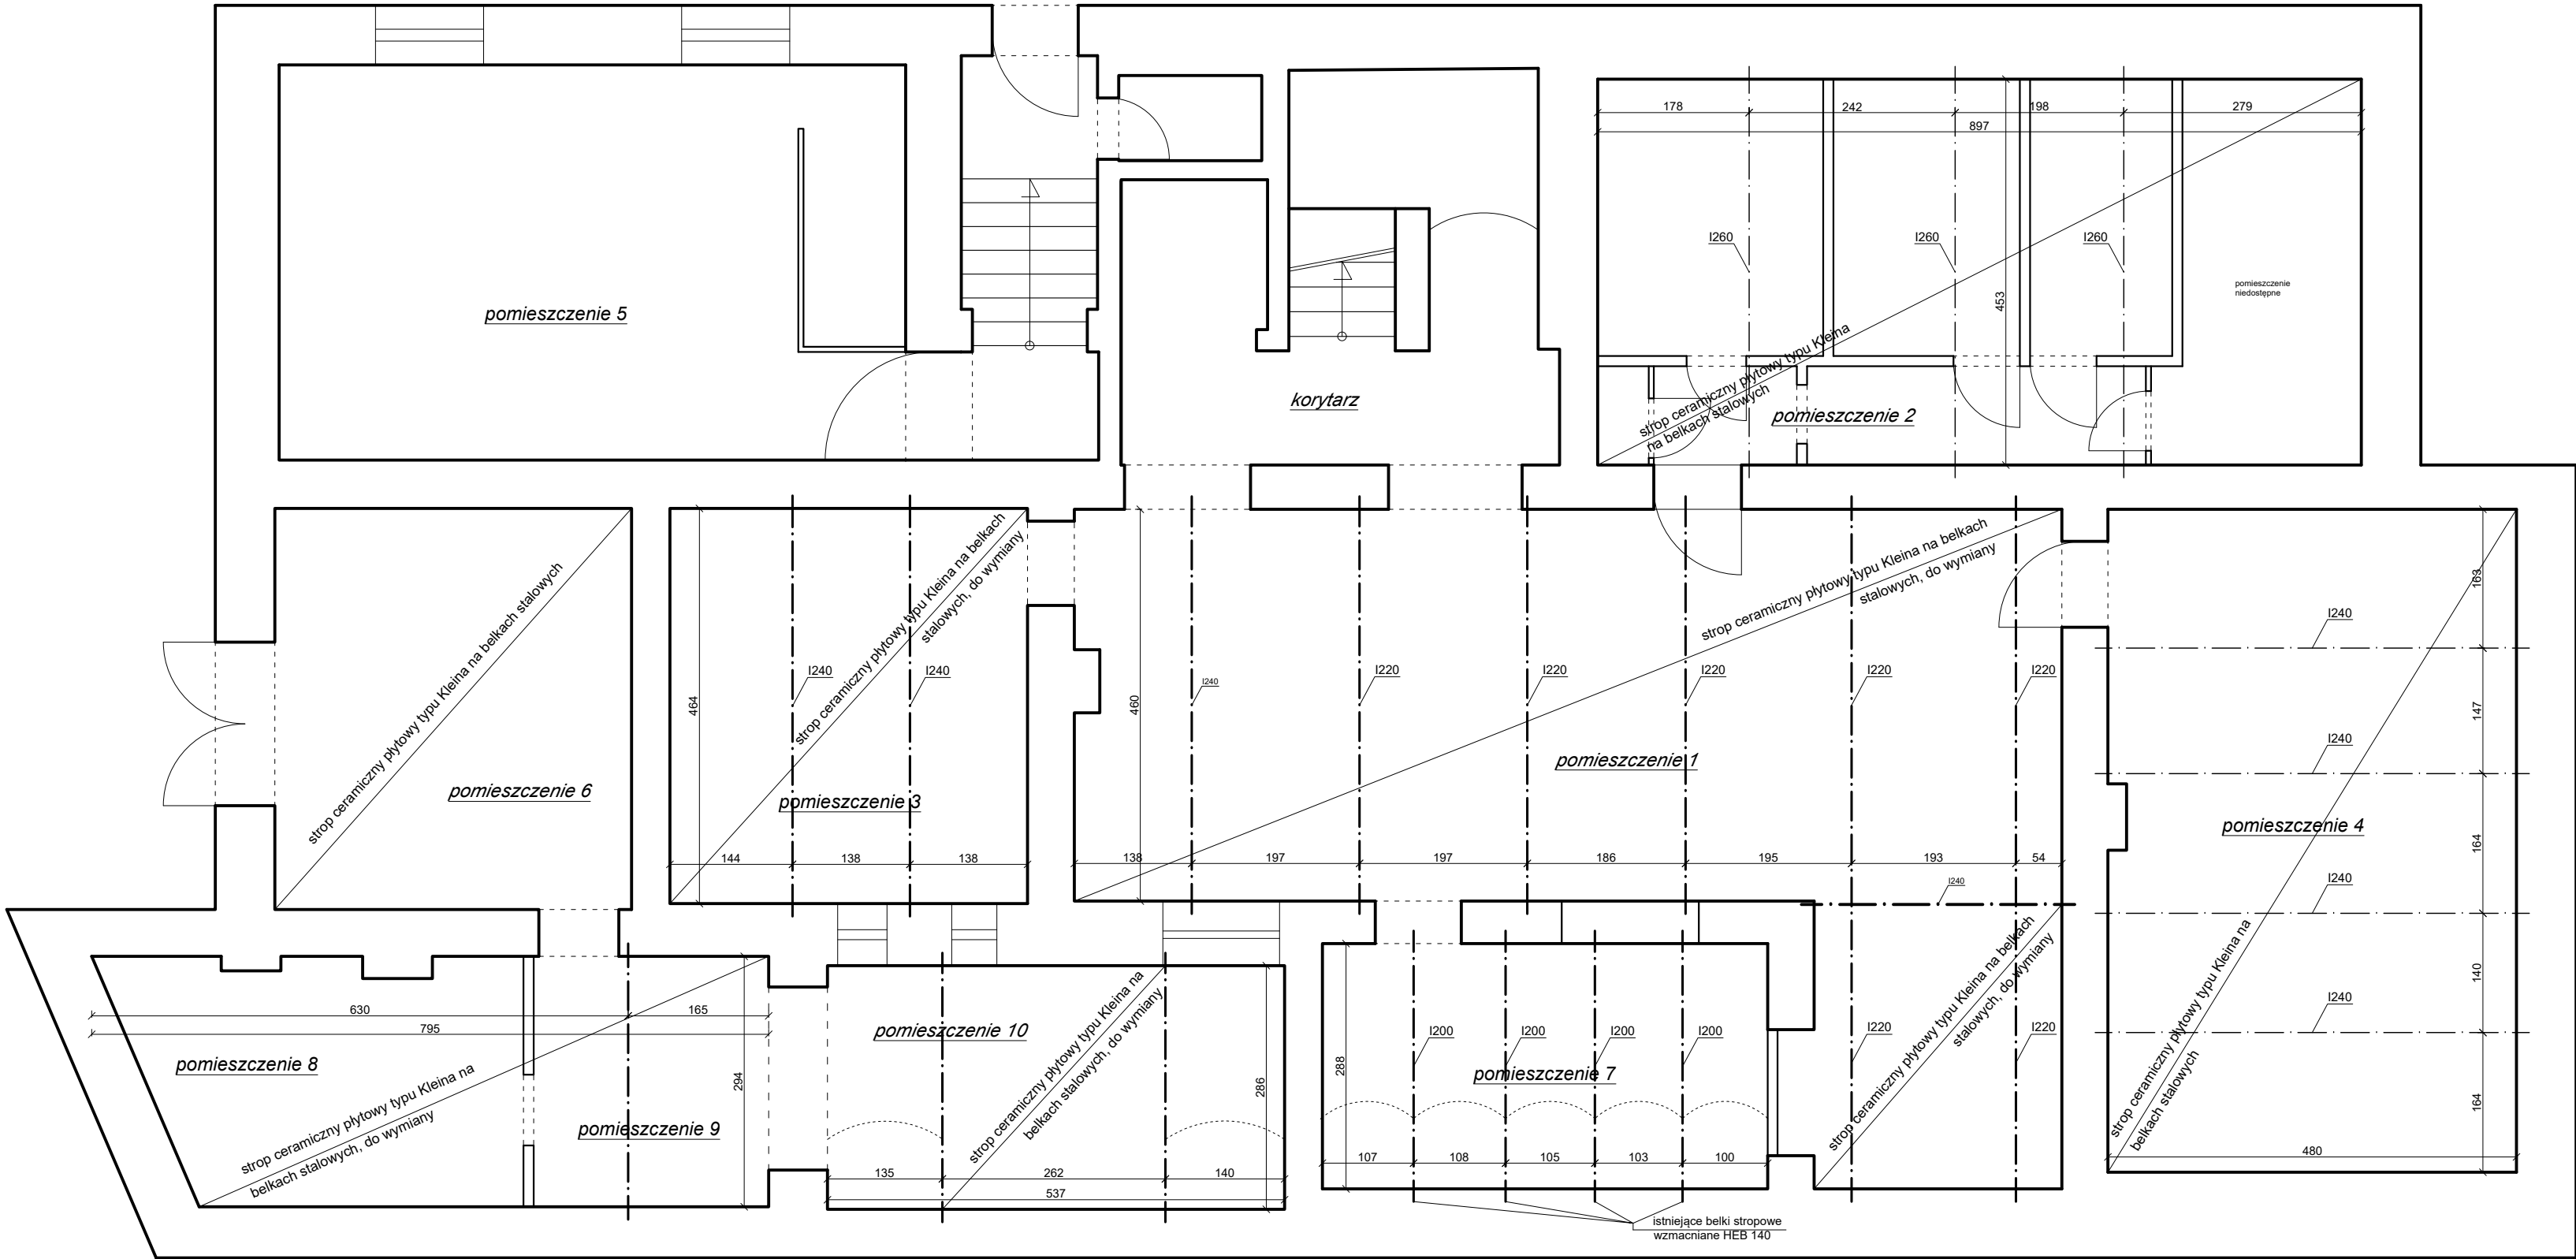 178
242
198
279
897
I260
I260
I260
pomieszczenie
niedostępne
453
strop ceramiczny płytowy typu Kleina
na belkach stalowych
pomieszczenie 2
pomieszczenie 5
korytarz
strop ceramiczny płytowy typu Kleina na belkach stalowych
pomieszczenie 6
464
I240
I240
strop ceramiczny płytowy typu Kleina na belkach
stalowych, do wymiany
pomieszczenie 3
144
138
138
460
I240
I220
I220
I220
I220
I220
strop ceramiczny płytowy typu Kleina na belkach
stalowych, do wymiany
pomieszczenie 1
138
197
197
186
195
193
54
I240
163
I240
147
I240
pomieszczenie 4
164
I240
140
I240
164
strop ceramiczny płytowy typu Kleina na
belkach stalowych
480
630
165
795
pomieszczenie 8
strop ceramiczny płytowy typu Kleina na
belkach stalowych, do wymiany
294
pomieszczenie 9
pomieszczenie 10
strop ceramiczny płytowy typu Kleina na
belkach stalowych, do wymiany
286
135
262
140
537
288
I200
I200
I200
I200
pomieszczenie 7
107
108
105
103
100
istniejące belki stropowe
wzmacniane HEB 140
I220
I220
strop ceramiczny płytowy typu Kleina na belkach
stalowych, do wymiany